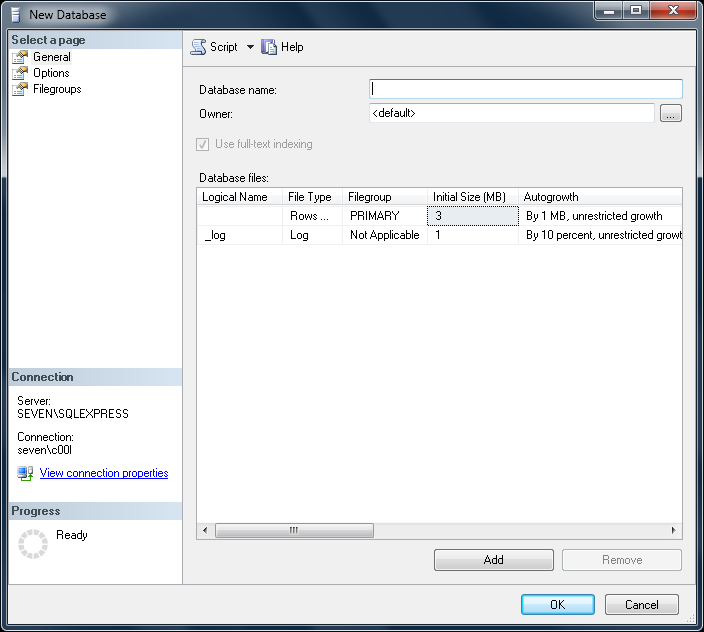 New Database
Select a page
General
Options
Filegroups
Script Help
Database name:
Owner: <default> ...
Use full-text indexing
Database files:
Logical Name File Type Filegroup Initial Size (MB) Autogrowth
Rows ... PRIMARY 3 By 1 MB, unrestricted growth
_log Log Not Applicable 1 By 10 percent, unrestricted growt
Connection
Server:
SEVEN\SQLEXPRESS
Connection:
seven\c00l
View connection properties
Progress
Ready
Add Remove
OK Cancel